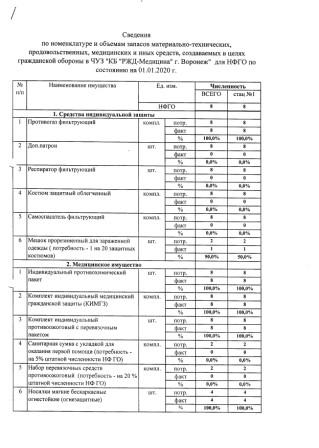 Сведения
по номенклатуре и объемам запасов материально-технических,
продовольственных, медицинских и иных средств, создаваемых в целях
гражданской обороны в ЧУЗ "КБ "РЖД-Медицина" г. Воронеж" для НФГО по
состоянию на 01.01.2020 г.
№ п/п Наименование имущества Ед. изм. Численность
ВСЕГО стац №1
НФГО 8 8
1. Средства индивидуальной защиты
1 Противогаз фильтрующий компл. потр. 8 8
факт 8 8
% 100,0% 100,0%
2 Доп.патрон шт. потр. 8 8
факт 0 0
% 0,0% 0,0%
3 Респиратор фильтрующий шт. потр. 8 8
факт 0 0
% 0,0% 0,0%
4 Костюм защитный облегченный компл. потр. 8 8
факт 0 0
% 0,0% 0,0%
5 Самоспасатель фильтрующий компл. потр. 8 8
факт 0 0
% 0,0% 0,0%
6 Мешок прорезиненный для зараженной шт. потр. 2 2
одежды ( потребность - 1 на 20 защитных факт 1 1
костюмов) % 50,0% 50,0%
2. Медицинское имущество
1 Индивидуальный противохимический шт. потр. 8 8
пакет факт 8 8
% 100,0% 100,0%
2 Комплект индивидуальный медицинский компл. потр. 8 8
гражданской защиты (КИМГЗ) факт 8 8
% 100,0% 100,0%
3 Комплект индивидуальный шт. потр. 8 8
противоожоговый с перевязочным факт 8 8
пакетом % 100,0% 100,0%
4 Санитарная сумка с укладкой для компл. потр. 2 2
оказания первой помощи (потребность - факт 0 0
на 5% штатной численности НФ ГО) % 0,0% 0,0%
5 Набор перевязочных средств компл. потр. 2 2
противоожоговый (потребность - на 20 % факт 0 0
штатной численности НФ ГО) % 0,0% 0,0%
6 Носилки мягкие бескаркасные шт. потр. 4 4
огнестойкие (огнезащитные) факт 4 4
% 100,0% 100,0%